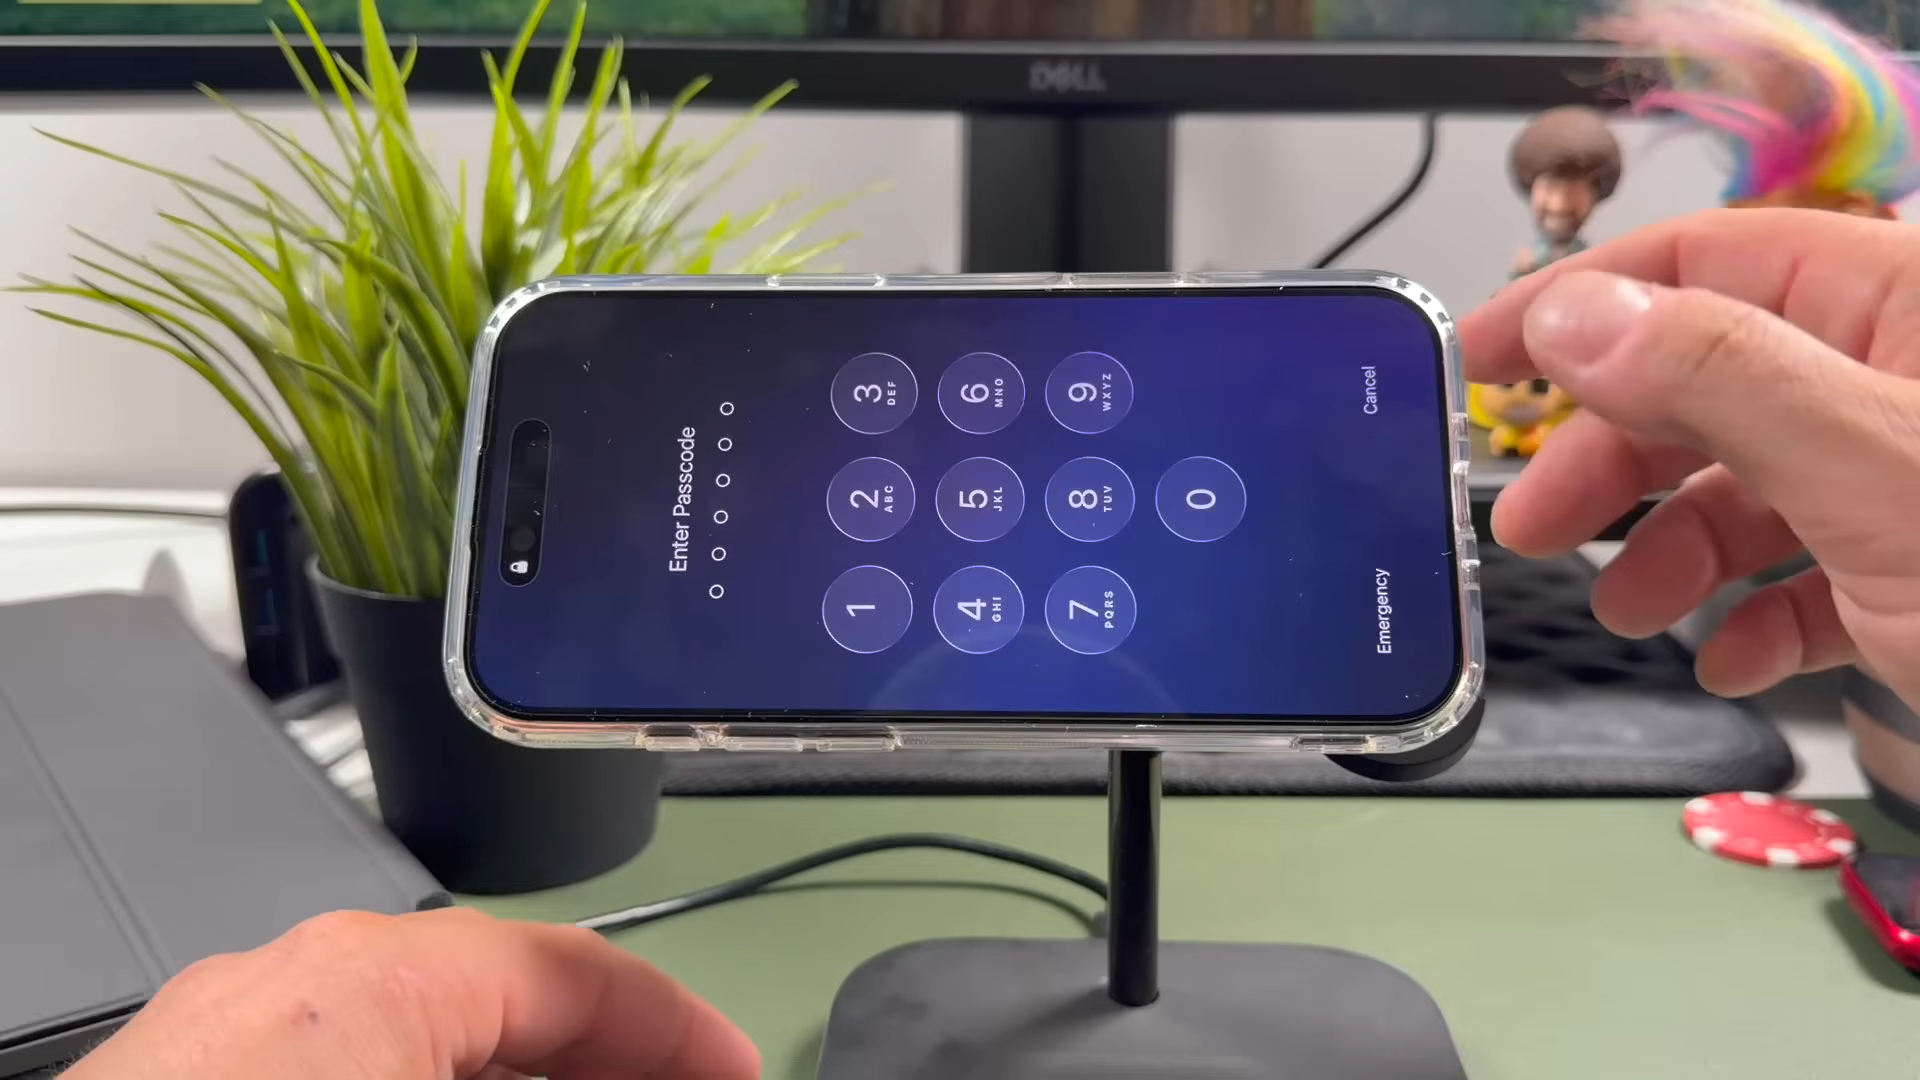 DELL
Enter Passcode
1
2
ABC
3
DEF
4
GHI
5
JKL
6
MNO
7
PQRS
8
TUV
9
WXYZ
0
Emergency
Cancel